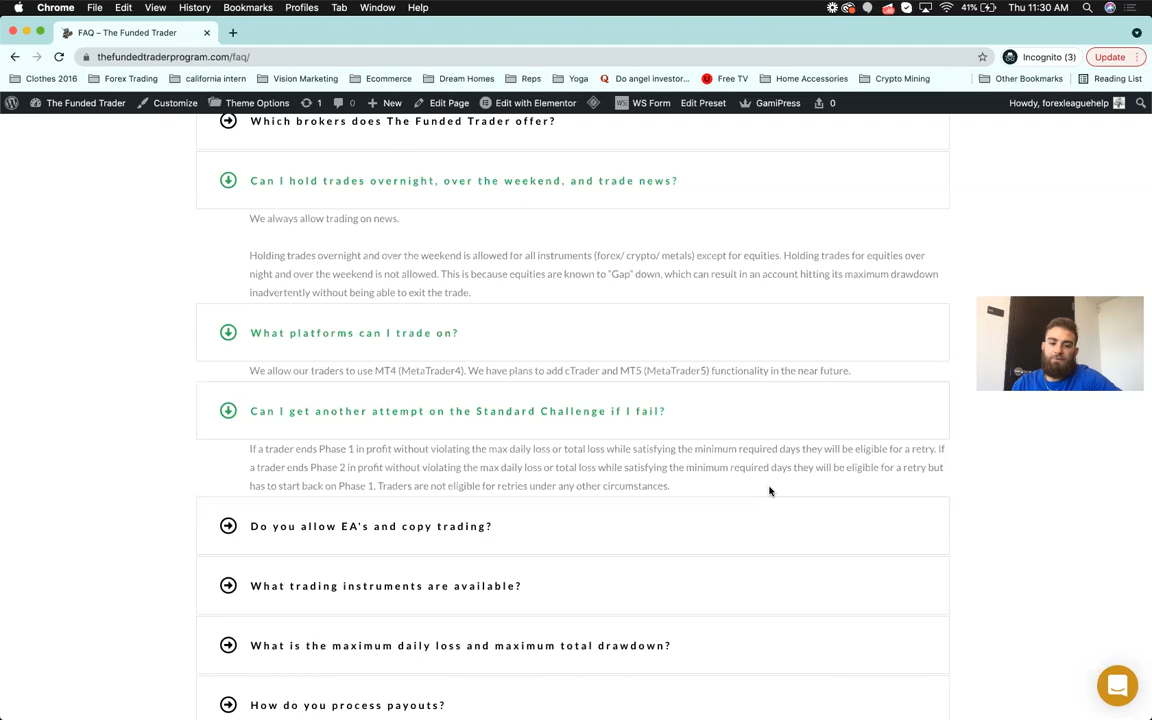 Chrome File Edit View History Bookmarks Profiles Tab Window Help 41% Thu 11:30 AM
FAQ – The Funded Trader
thefundedtraderprogram.com/faq/ Incognito (3) Update
Clothes 2016 Forex Trading california intern Vision Marketing Ecommerce Dream Homes Reps Yoga Do angel investor... Free TV Home Accessories Crypto Mining Other Bookmarks Reading List
The Funded Trader Customize Theme Options 1 0 New Edit Page Edit with Elementor WS Form Edit Preset GamiPress 0 Howdy, forexleaguehelp
Which brokers does The Funded Trader offer?
Can I hold trades overnight, over the weekend, and trade news?
We always allow trading on news.
Holding trades overnight and over the weekend is allowed for all instruments (forex/ crypto/ metals) except for equities. Holding trades for equities over
night and over the weekend is not allowed. This is because equities are known to "Gap" down, which can result in an account hitting its maximum drawdown
inadvertently without being able to exit the trade.
What platforms can I trade on?
We allow our traders to use MT4 (MetaTrader4). We have plans to add cTrader and MT5 (MetaTrader5) functionality in the near future.
Can I get another attempt on the Standard Challenge if I fail?
If a trader ends Phase 1 in profit without violating the max daily loss or total loss while satisfying the minimum required days they will be eligible for a retry. If
a trader ends Phase 2 in profit without violating the max daily loss or total loss while satisfying the minimum required days they will be eligible for a retry but
has to start back on Phase 1. Traders are not eligible for retries under any other circumstances.
Do you allow EA's and copy trading?
What trading instruments are available?
What is the maximum daily loss and maximum total drawdown?
How do you process payouts?